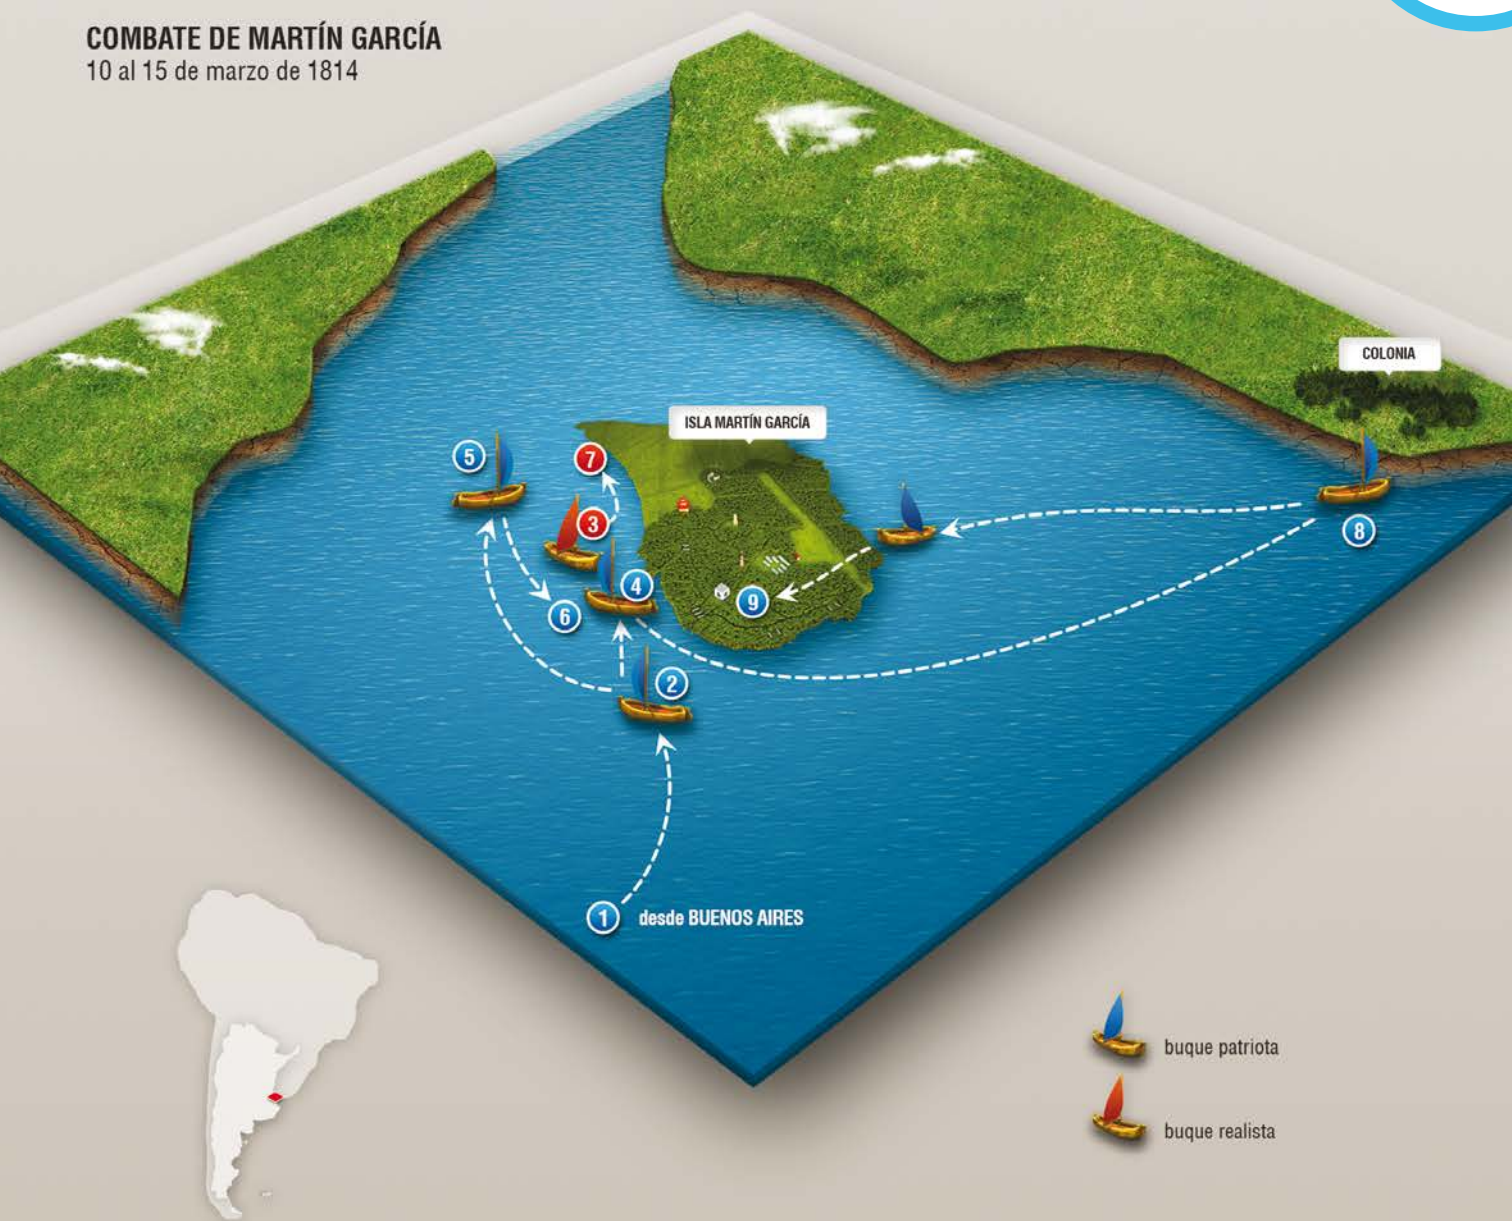 COMBATE DE MARTÍN GARCÍA
10 al 15 de marzo de 1814
COLONIA
ISLA MARTÍN GARCÍA
5
7
3
8
4
6
9
2
1 desde BUENOS AIRES
buque patriota
buque realista